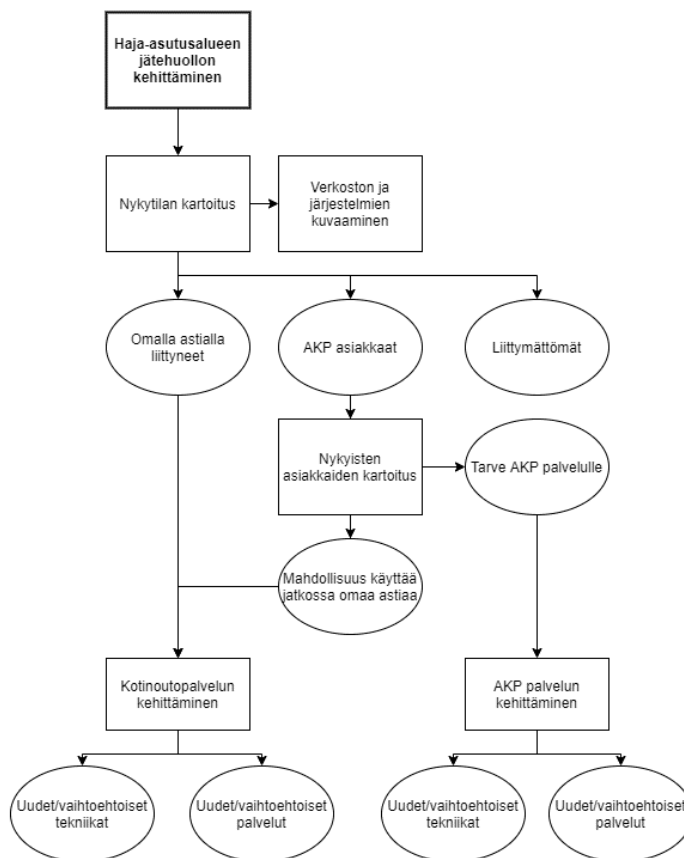 Haja-asutusalueen
jätehuollon
kehittäminen
Nykytilan kartoitus
Verkoston ja
järjestelmien
kuvaaminen
Omalla astialla
liittyneet
AKP asiakkaat
Liittymättömät
Nykyisten
asiakkaiden kartoitus
Tarve AKP palvelulle
Mahdollisuus käyttää
jatkossa omaa astiaa
Kotinoutopalvelun
kehittäminen
AKP palvelun
kehittäminen
Uudet/vaihtoehtoiset
tekniikat
Uudet/vaihtoehtoiset
palvelut
Uudet/vaihtoehtoiset
tekniikat
Uudet/vaihtoehtoiset
palvelut